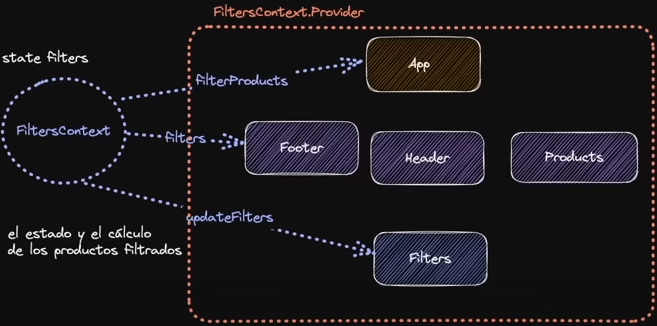 FiltersContext.Provider
state filters
App
filterProducts
FiltersContext
filters
Footer
Header
Products
updateFilters
el estado y el cálculo
de los productos filtrados
Filters